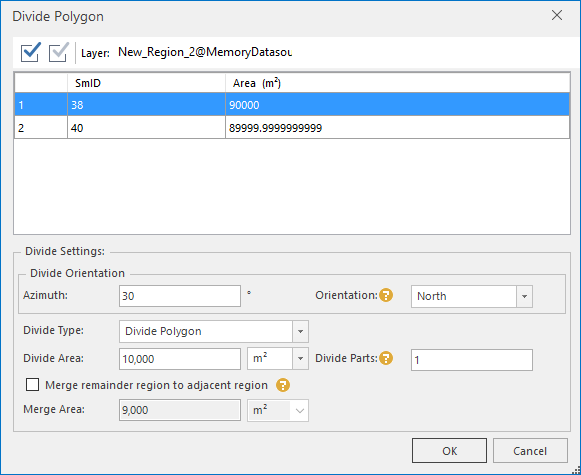 Divide Polygon
Layer: New_Region_2@MemoryDatasou
SmID Area (m²)
1 38 90000
2 40 89999.9999999999
Divide Settings:
Divide Orientation
Azimuth: 30 ° Orientation: ? North
Divide Type: Divide Polygon
Divide Area: 10,000 m² Divide Parts: ? 1
Merge remainder region to adjacent region ?
Merge Area: 9,000 m²
OK Cancel